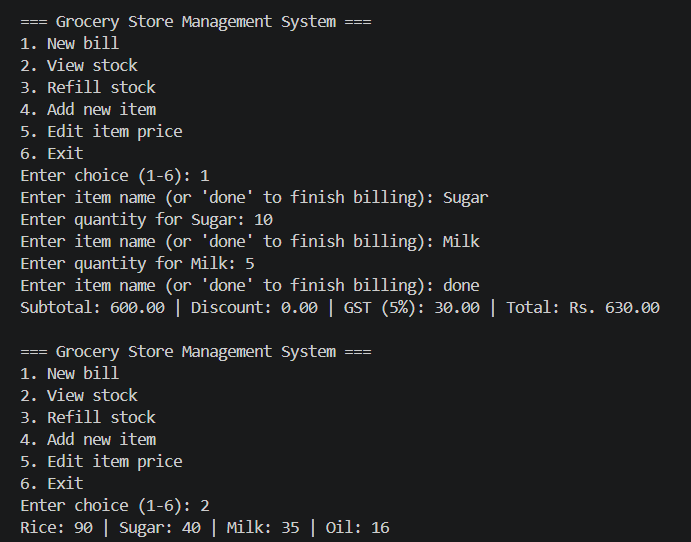 === Grocery Store Management System ===
1. New bill
2. View stock
3. Refill stock
4. Add new item
5. Edit item price
6. Exit
Enter choice (1-6): 1
Enter item name (or 'done' to finish billing): Sugar
Enter quantity for Sugar: 10
Enter item name (or 'done' to finish billing): Milk
Enter quantity for Milk: 5
Enter item name (or 'done' to finish billing): done
Subtotal: 600.00 | Discount: 0.00 | GST (5%): 30.00 | Total: Rs. 630.00
=== Grocery Store Management System ===
1. New bill
2. View stock
3. Refill stock
4. Add new item
5. Edit item price
6. Exit
Enter choice (1-6): 2
Rice: 90 | Sugar: 40 | Milk: 35 | Oil: 16